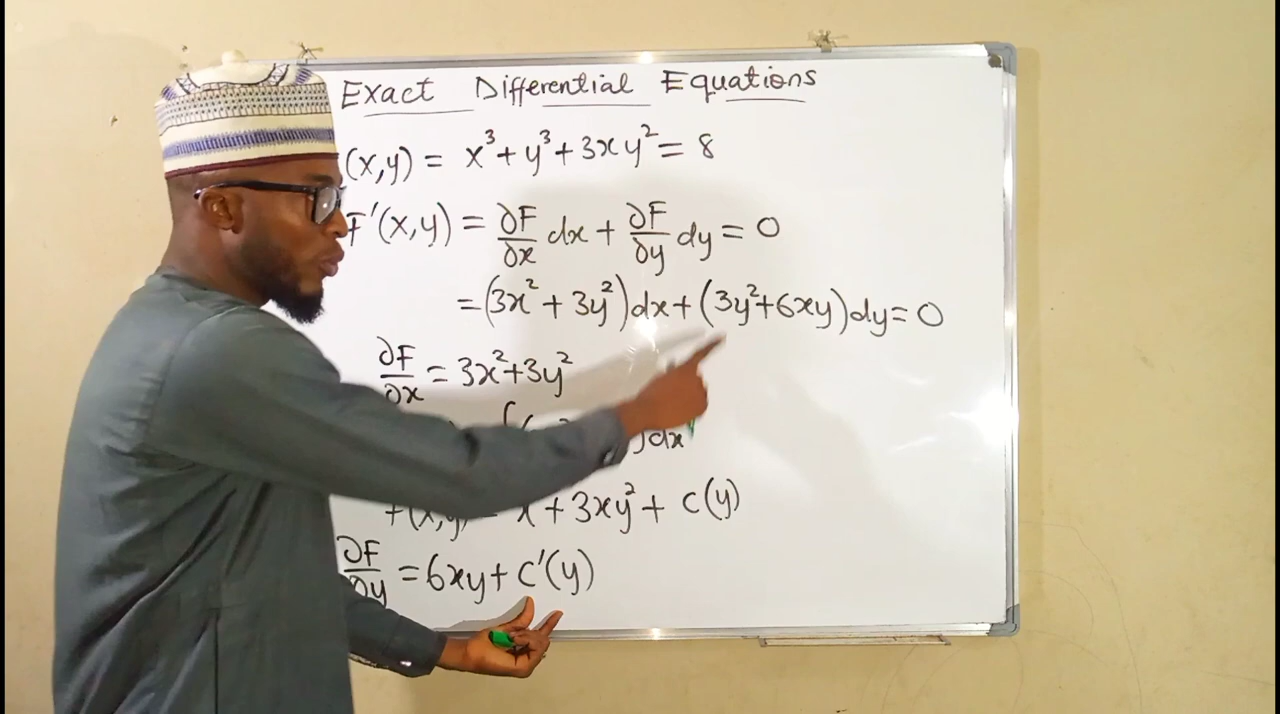 Exact Differential Equations
(x,y) = x³ + y³ + 3xy² = 8
F'(x,y) = ∂F/∂x dx + ∂F/∂y dy = 0
= (3x² + 3y²)dx + (3y²+6xy)dy = 0
∂F/∂x = 3x²+3y²
)dx
(x,y) x + 3xy² + c(y)
∂F/∂y = 6xy + c'(y)